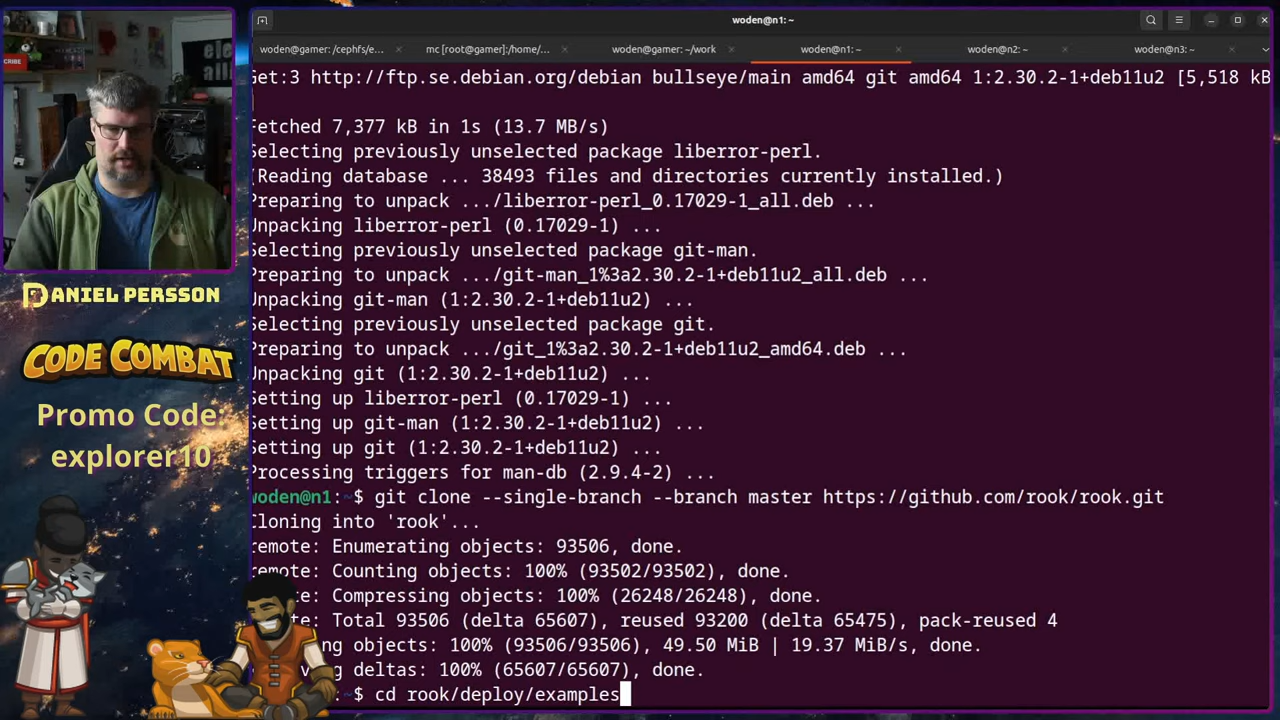 woden@n1: ~
woden@gamer: /cephfs/e...
mc [root@gamer]:/home/...
woden@gamer: ~/work
woden@n1: ~
woden@n2: ~
woden@n3: ~
Get:3 http://ftp.se.debian.org/debian bullseye/main amd64 git amd64 1:2.30.2-1+deb11u2 [5,518 kB
]
Fetched 7,377 kB in 1s (13.7 MB/s)
Selecting previously unselected package liberror-perl.
(Reading database ... 38493 files and directories currently installed.)
Preparing to unpack .../liberror-perl_0.17029-1_all.deb ...
Unpacking liberror-perl (0.17029-1) ...
Selecting previously unselected package git-man.
Preparing to unpack .../git-man_1%3a2.30.2-1+deb11u2_all.deb ...
Unpacking git-man (1:2.30.2-1+deb11u2) ...
Selecting previously unselected package git.
Preparing to unpack .../git_1%3a2.30.2-1+deb11u2_amd64.deb ...
Unpacking git (1:2.30.2-1+deb11u2) ...
Setting up liberror-perl (0.17029-1) ...
Setting up git-man (1:2.30.2-1+deb11u2) ...
Setting up git (1:2.30.2-1+deb11u2) ...
Processing triggers for man-db (2.9.4-2) ...
woden@n1:~$ git clone --single-branch --branch master https://github.com/rook/rook.git
Cloning into 'rook'...
remote: Enumerating objects: 93506, done.
remote: Counting objects: 100% (93502/93502), done.
remote: Compressing objects: 100% (26248/26248), done.
te: Total 93506 (delta 65607), reused 93200 (delta 65475), pack-reused 4
ng objects: 100% (93506/93506), 49.50 MiB | 19.37 MiB/s, done.
ving deltas: 100% (65607/65607), done.
:~$ cd rook/deploy/examples
DANIEL PERSSON
CODE COMBAT
Promo Code:
explorer10